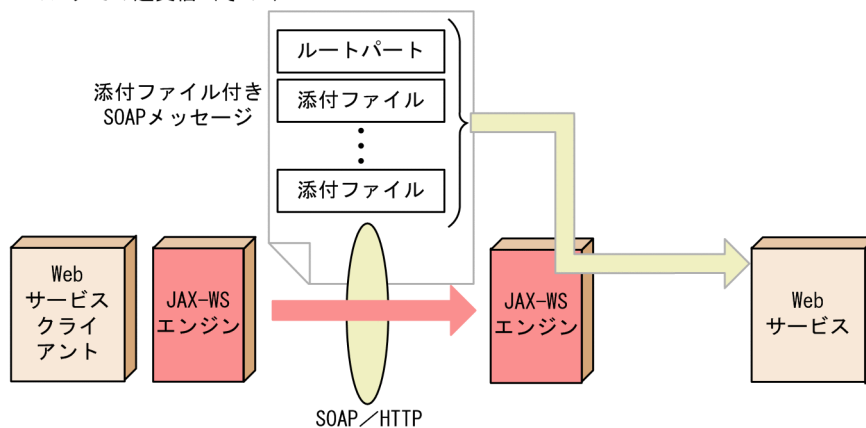 ルートパート
添付ファイル付き
SOAPメッセージ
添付ファイル
添付ファイル
Web
サービス
クライ
アント
JAX-WS
エンジン
JAX-WS
エンジン
Web
サービス
SOAP／HTTP